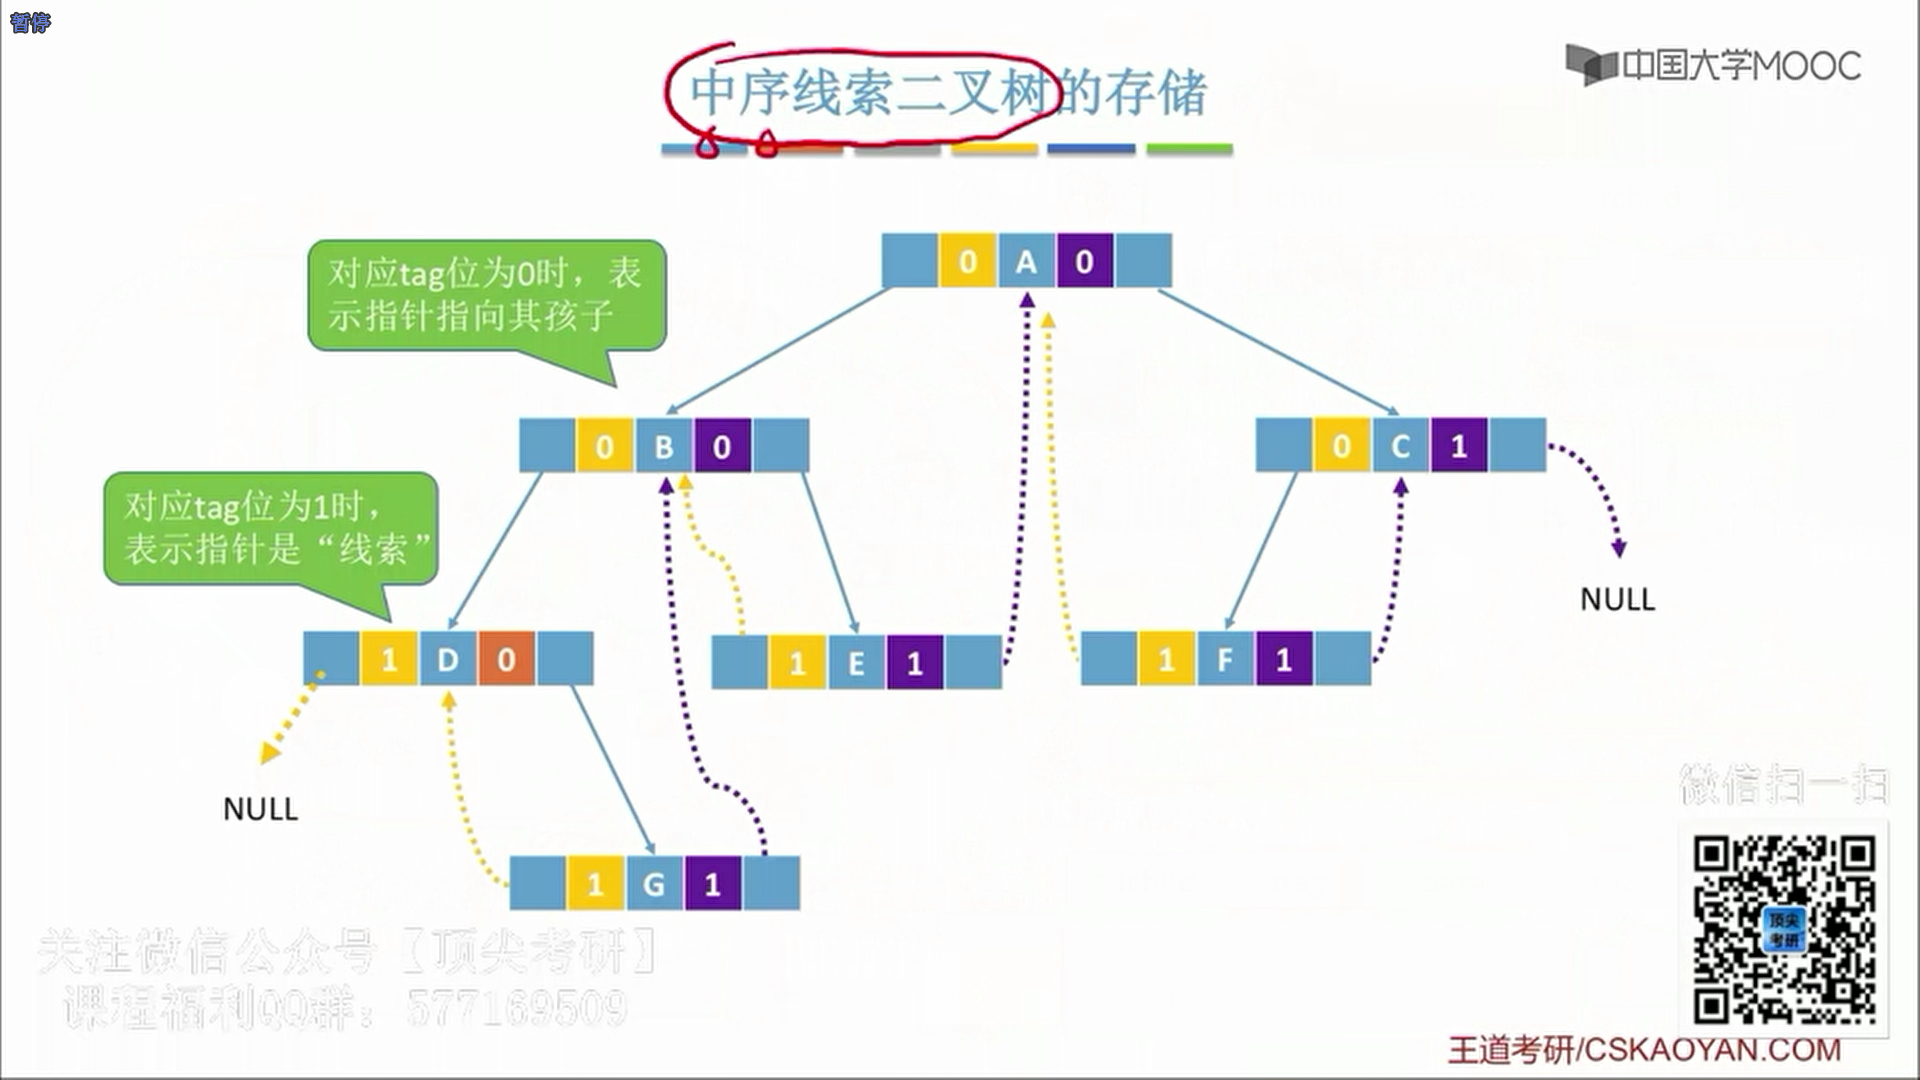 暂停
中序线索二叉树的存储
中国大学MOOC
对应tag位为0时，表
示指针指向其孩子
0 A 0
0 B 0
0 C 1
对应tag位为1时，
表示指针是“线索”
NULL
1 D 0
1 E 1
1 F 1
NULL
1 G 1
微信扫一扫
顶尖
考研
关注微信公众号【顶尖考研】
课程福利QQ群：577169509
王道考研/CSKAOYAN.COM